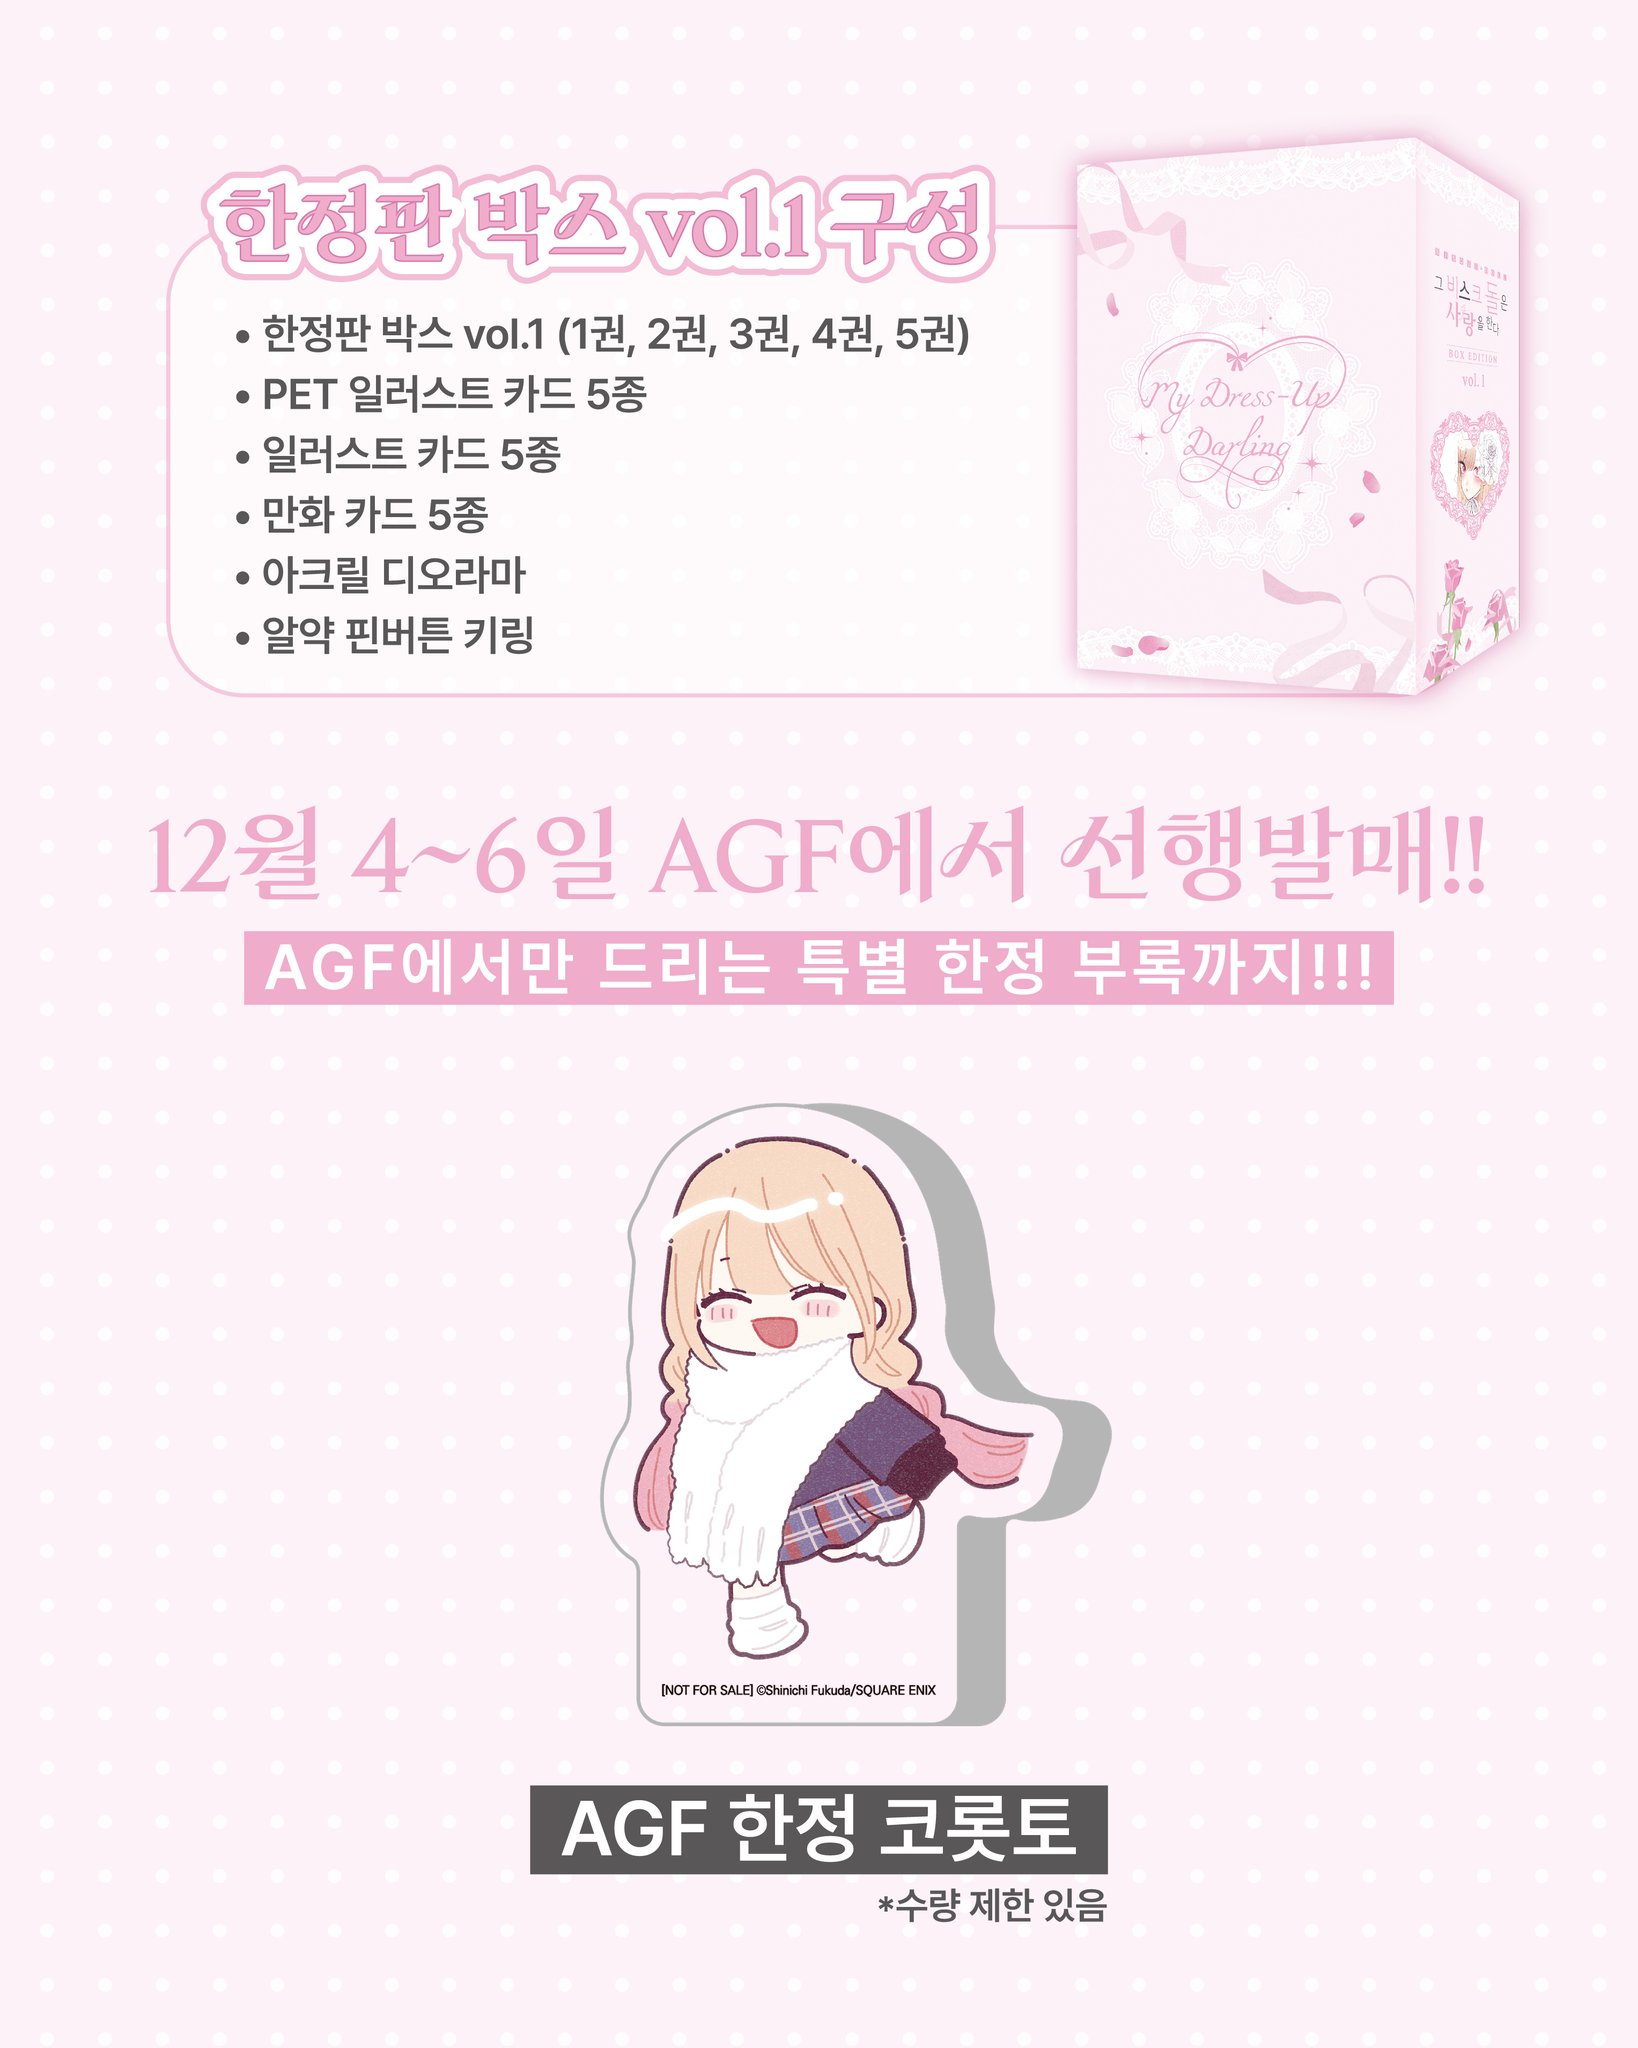 한정판 박스 vol.1 구성
• 한정판 박스 vol.1 (1권, 2권, 3권, 4권, 5권)
• PET 일러스트 카드 5종
• 일러스트 카드 5종
• 만화 카드 5종
• 아크릴 디오라마
• 알약 핀버튼 키링
My Dress-Up
Darling
그 비스크 돌은
사랑을 한다
BOX EDITION
vol.1
12월 4~6일 AGF에서 선행발매!!
AGF에서만 드리는 특별 한정 부록까지!!!
[NOT FOR SALE] ©Shinichi Fukuda/SQUARE ENIX
AGF 한정 코롯토
*수량 제한 있음